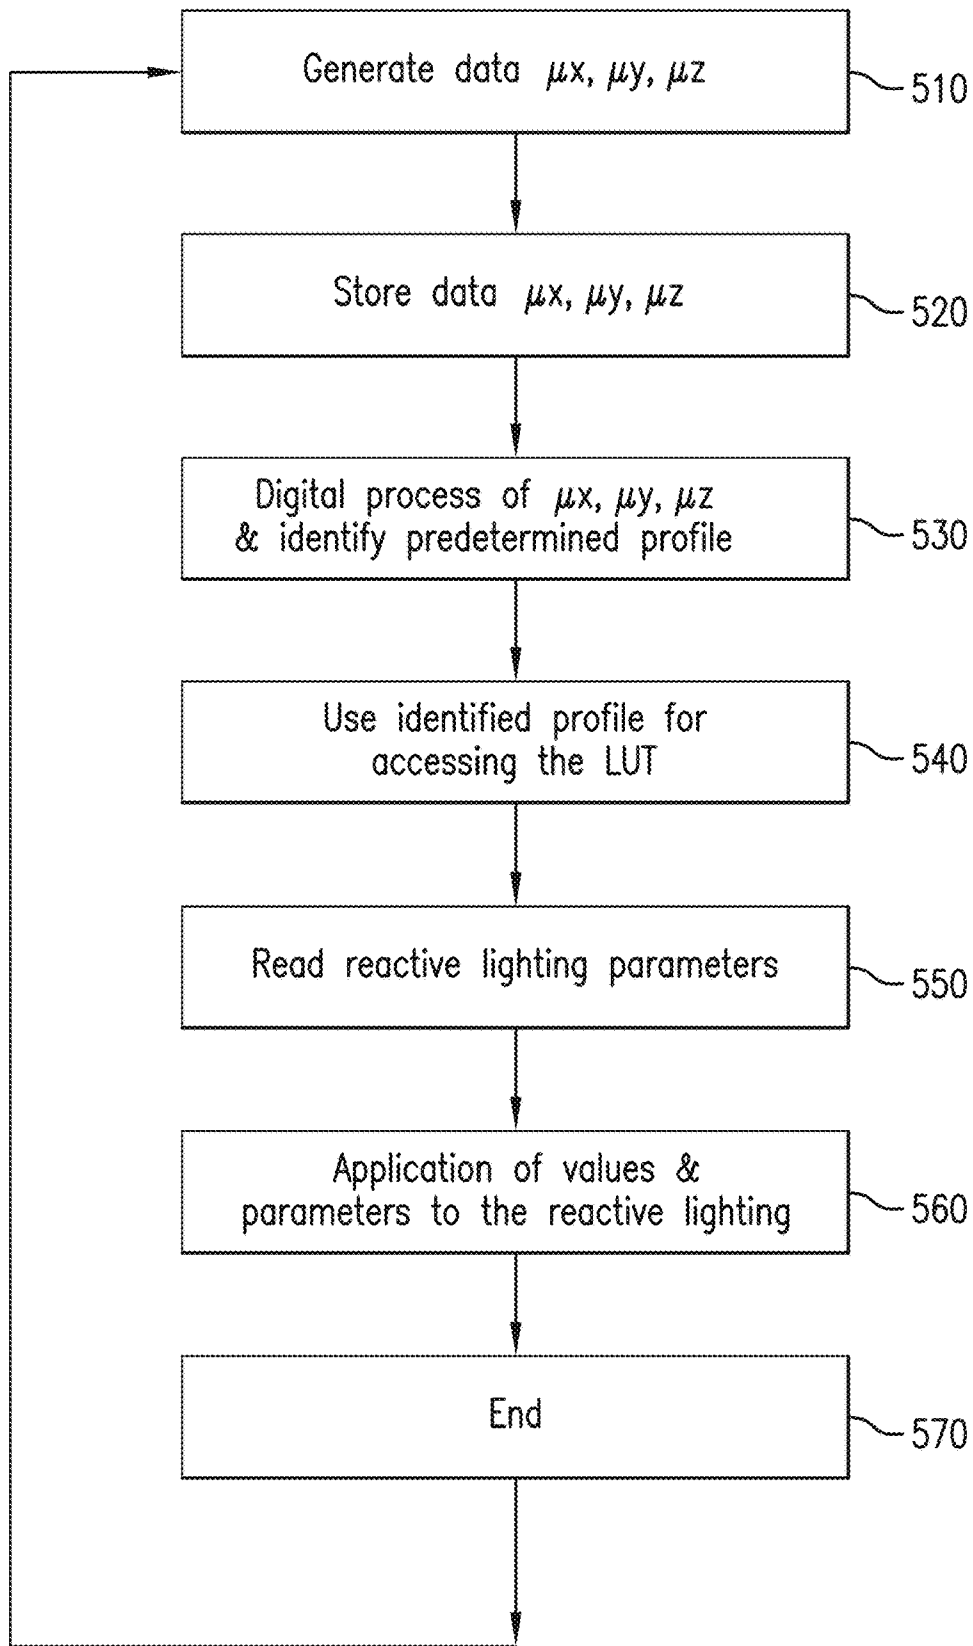 Generate data μx, μy, μz
510
Store data μx, μy, μz
520
Digital process of μx, μy, μz
& identify predetermined profile
530
Use identified profile for
accessing the LUT
540
Read reactive lighting parameters
550
Application of values &
parameters to the reactive lighting
560
End
570